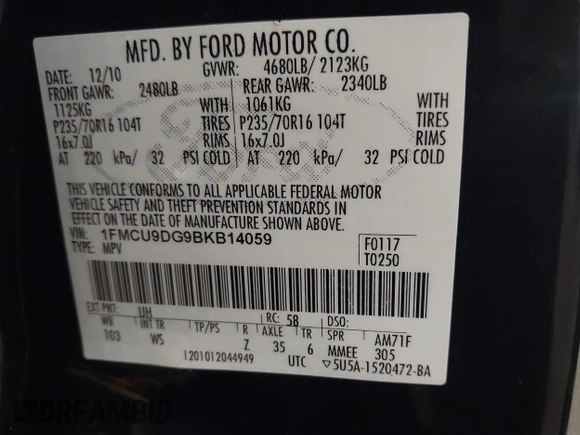 MFD. BY FORD MOTOR CO.
DATE: 12/10 GVWR: 4680LB/ 2123KG
FRONT GAWR: 2480LB REAR GAWR: 2340LB
1125KG WITH 1061KG WITH
P235/70R16 104T TIRES P235/70R16 104T TIRES
16x7.0J RIMS 16x7.0J RIMS
AT 220 kPa/ 32 PSI COLD AT 220 kPa/ 32 PSI COLD
THIS VEHICLE CONFORMS TO ALL APPLICABLE FEDERAL MOTOR
VEHICLE SAFETY AND THEFT PREVENTION STANDARDS IN
EFFECT ON THE DATE OF MANUFACTURE SHOWN ABOVE.
VIN: 1FMCU9DG9BKB14059 F0117
TYPE: MPV T0250
EXT PNT: UH RC: 58 DSO:
WB INT TR TP/PS R AXLE TR SPR AM71F
103 WS Z 35 6 MMEE 305
1201012044949 UTC ▽5U5A-1520472-BA
Ford
DREAMBID